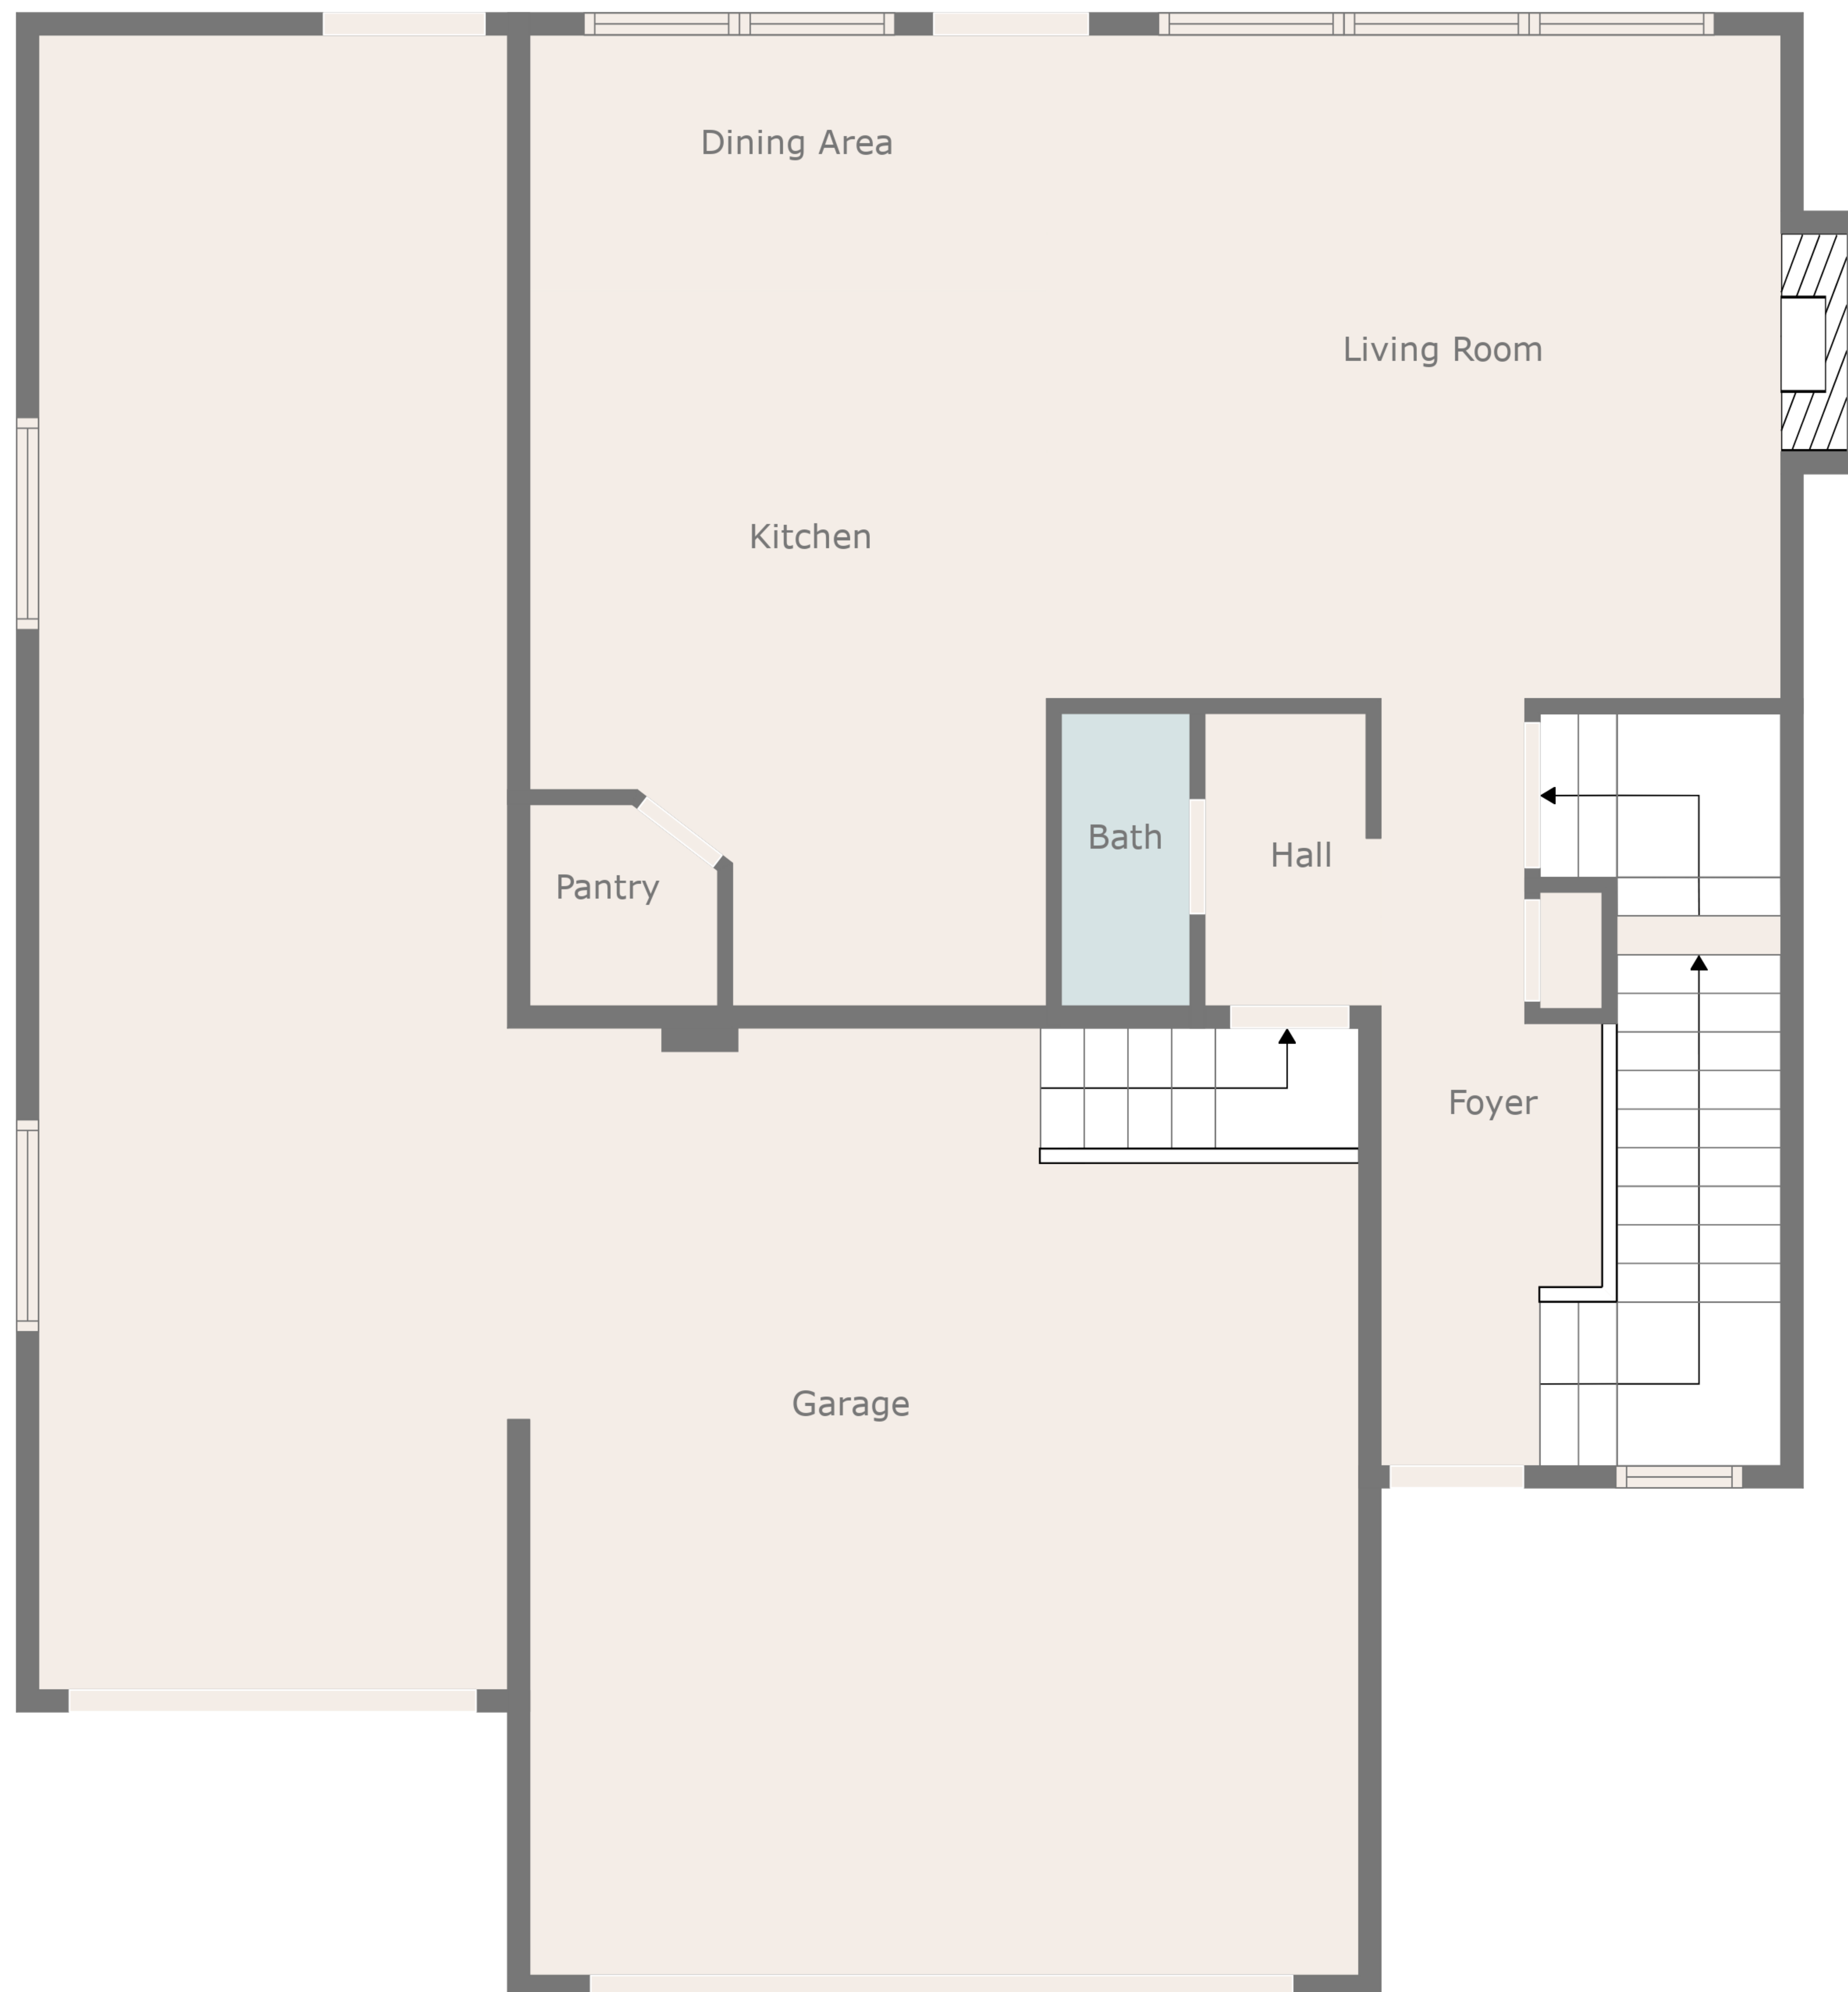 Dining Area
Living Room
Kitchen
Bath
Hall
Pantry
Foyer
Garage